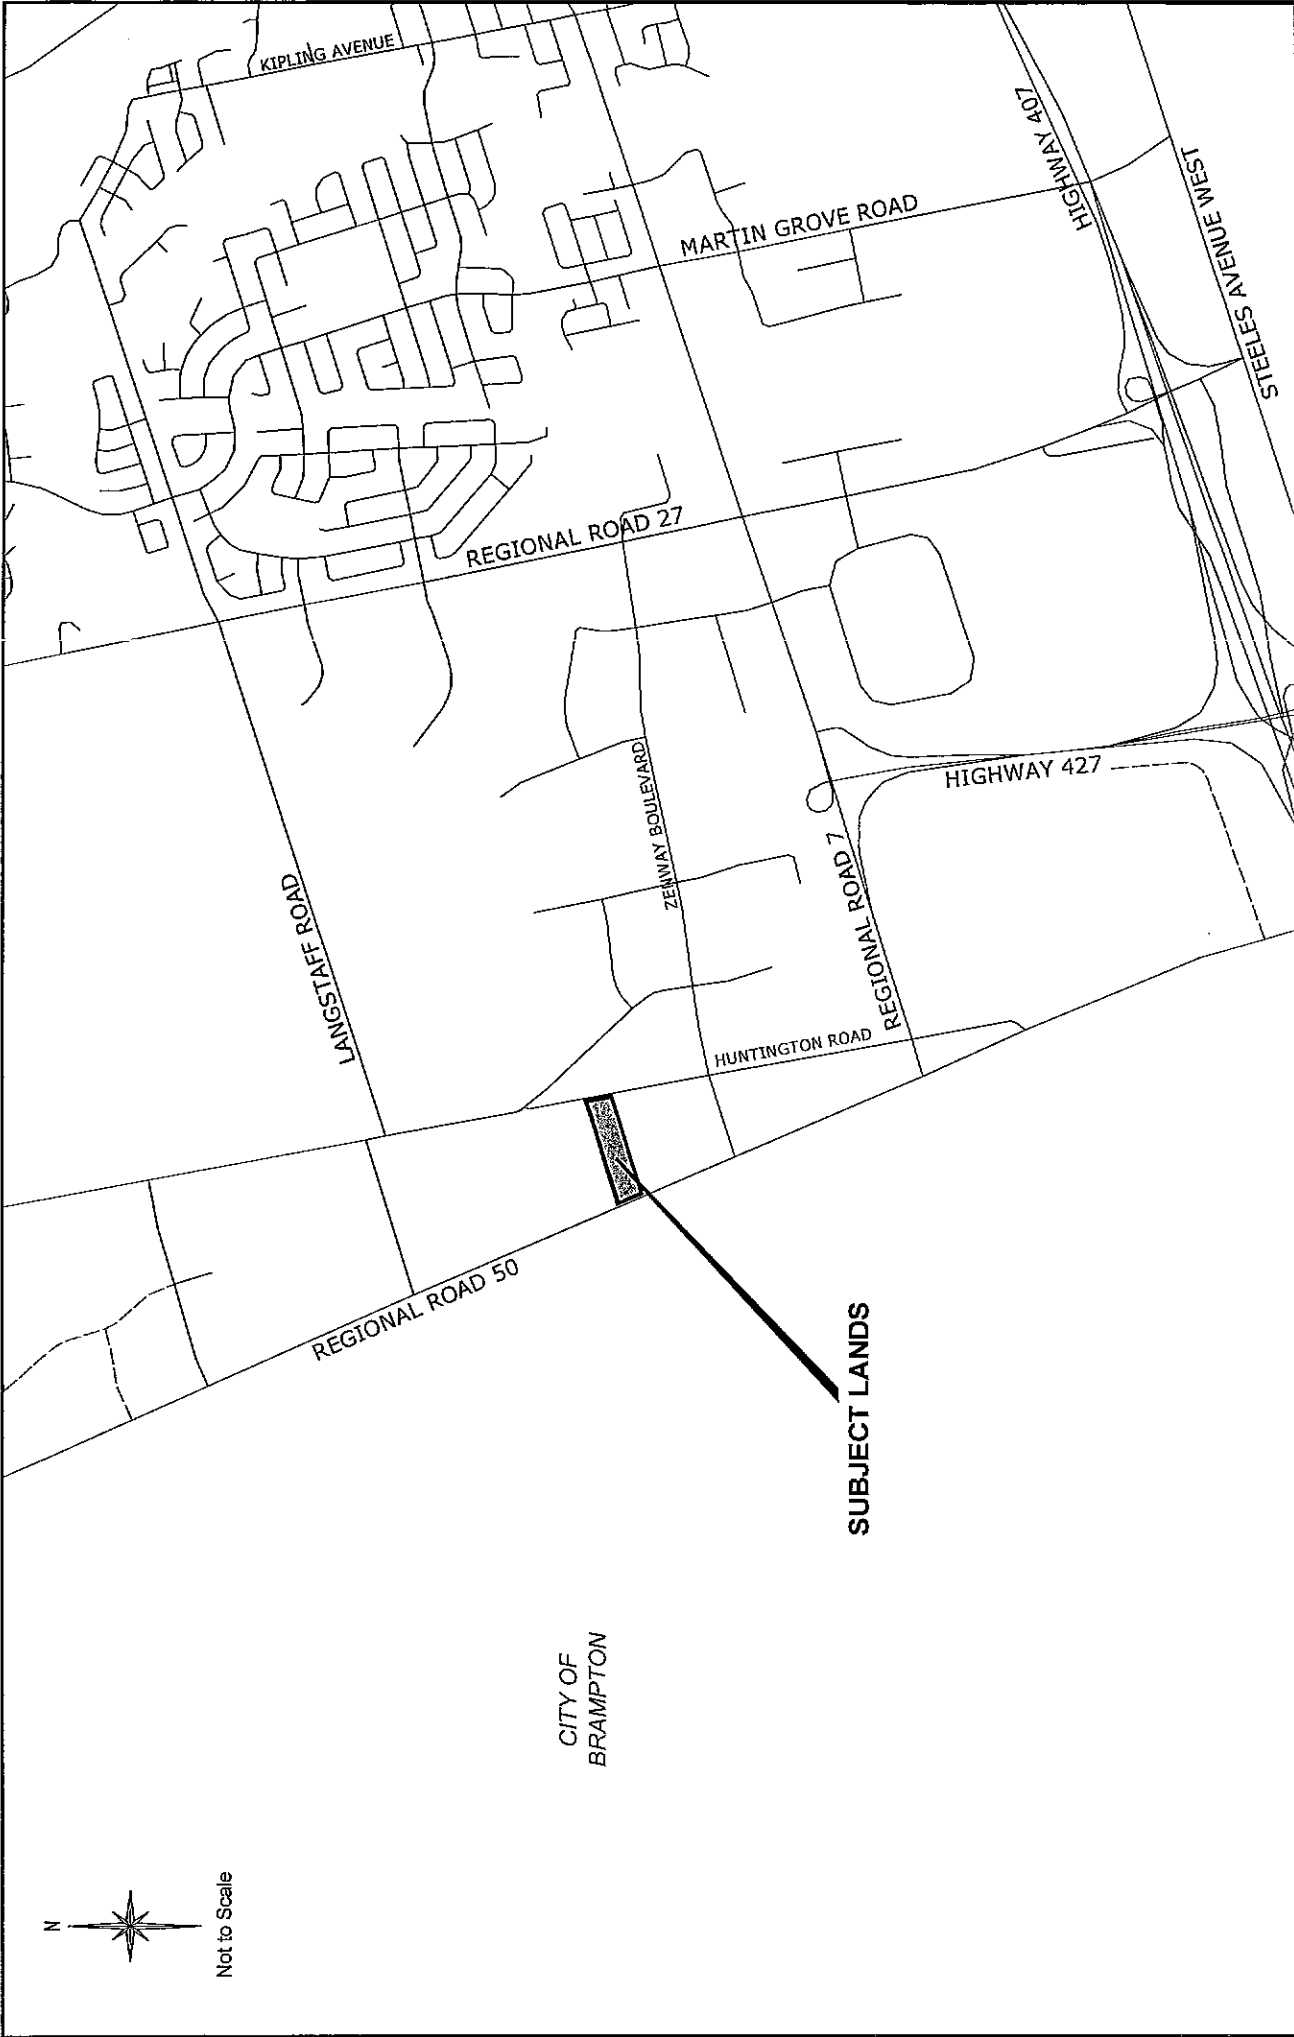 N
Not to Scale
CITY OF
BRAMPTON
SUBJECT LANDS
REGIONAL ROAD 50
LANGSTAFF ROAD
HUNTINGTON ROAD
ZENWAY BOULEVARD
REGIONAL ROAD 7
HIGHWAY 427
REGIONAL ROAD 27
MARTIN GROVE ROAD
KIPLING AVENUE
HIGHWAY 407
STEELES AVENUE WEST